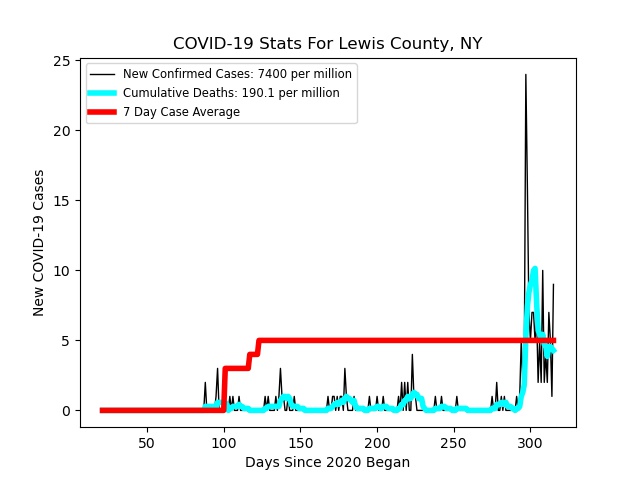 COVID-19 Stats For Lewis County, NY
New Confirmed Cases: 7400 per million
Cumulative Deaths: 190.1 per million
7 Day Case Average
New COVID-19 Cases
25
20
15
10
5
0
50
100
150
200
250
300
Days Since 2020 Began